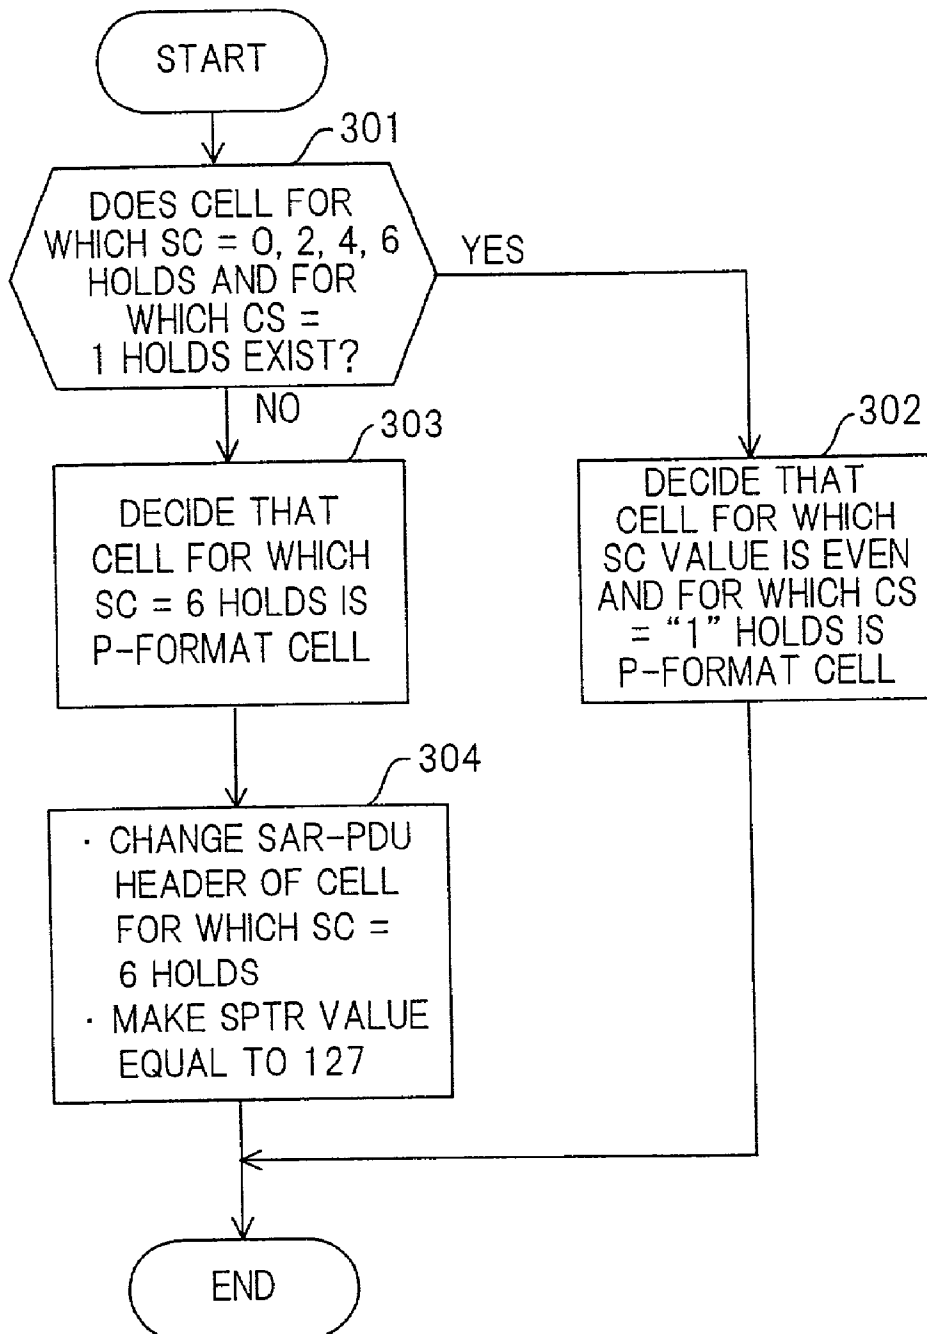 START
301
DOES CELL FOR
WHICH SC = 0, 2, 4, 6
HOLDS AND FOR
WHICH CS =
1 HOLDS EXIST?
YES
NO
303
DECIDE THAT
CELL FOR WHICH
SC = 6 HOLDS IS
P-FORMAT CELL
302
DECIDE THAT
CELL FOR WHICH
SC VALUE IS EVEN
AND FOR WHICH CS
= "1" HOLDS IS
P-FORMAT CELL
304
· CHANGE SAR-PDU
HEADER OF CELL
FOR WHICH SC =
6 HOLDS
· MAKE SPTR VALUE
EQUAL TO 127
END